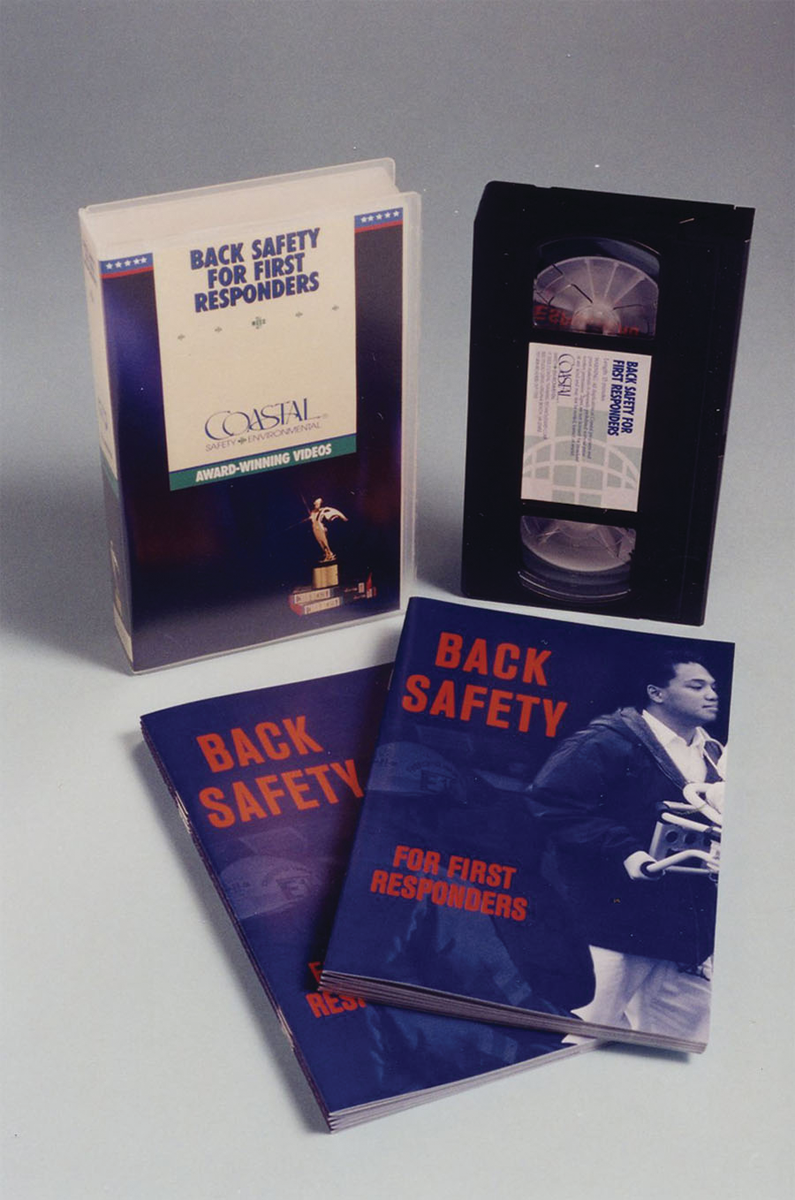 BACK SAFETY
FOR FIRST
RESPONDERS
COASTAL
SAFETY ENVIRONMENTAL
AWARD-WINNING VIDEOS
BACK SAFETY FOR
FIRST RESPONDERS
COASTAL
BACK
SAFETY
FOR FIRST
RESPONDERS
BACK
SAFETY
F
RESP